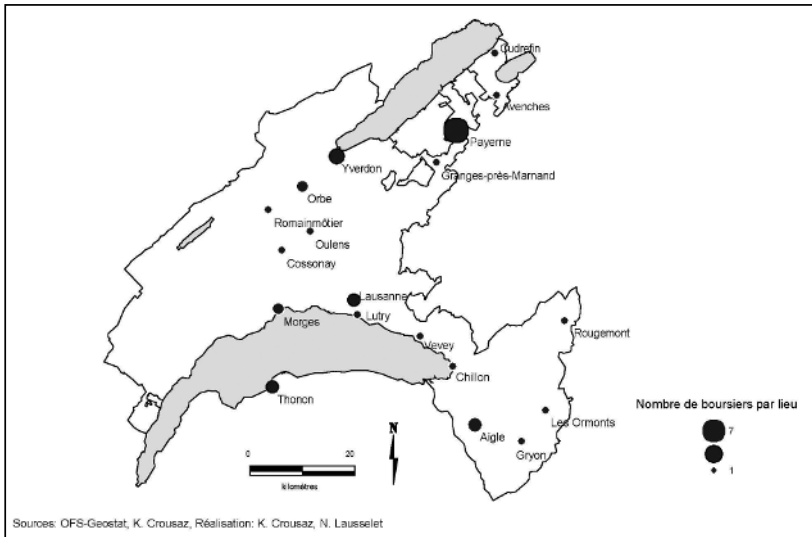 Cudrefin
Avenches
Payerne
Yverdon
Granges-près-Marnand
Orbe
Romainmôtier
Oulens
Cossonay
Lausanne
Morges
Lutry
Rougemont
Vevey
Chillon
Thonon
Nombre de boursiers par lieu
Les Ormonts
7
Aigle
N
Gryon
0 20
1
kilomètres
Sources: OFS-Geostat, K. Crousaz, Réalisation: K. Crousaz, N. Lausselet